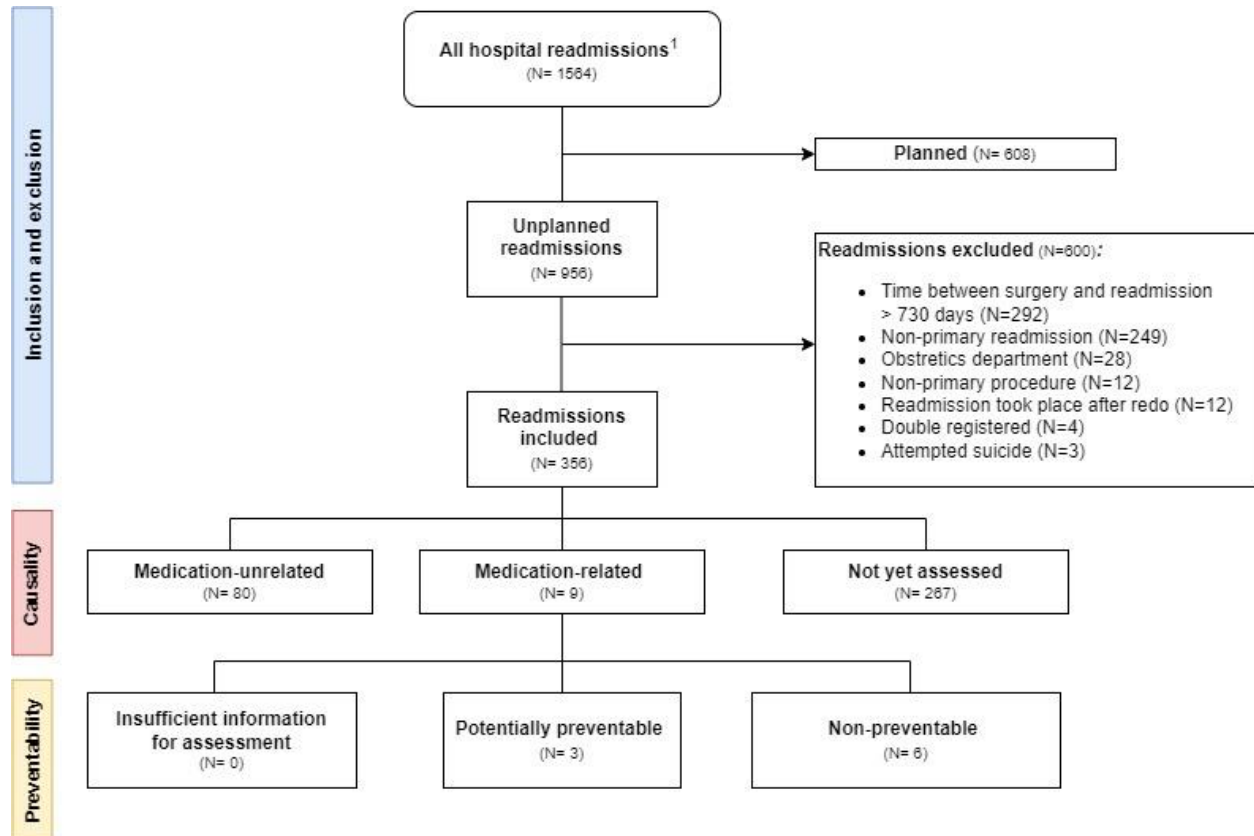 Inclusion and exclusion
All hospital readmissions1
(N= 1564)
Planned (N= 608)
Unplanned
readmissions
(N= 956)
Readmissions excluded (N=600):
• Time between surgery and readmission
> 730 days (N=292)
• Non-primary readmission (N=249)
• Obstretics department (N=28)
• Non-primary procedure (N=12)
• Readmission took place after redo (N=12)
• Double registered (N=4)
• Attempted suicide (N=3)
Readmissions
included
(N= 356)
Causality
Medication-unrelated
(N= 80)
Medication-related
(N= 9)
Not yet assessed
(N= 267)
Preventability
Insufficient information
for assessment
(N= 0)
Potentially preventable
(N= 3)
Non-preventable
(N= 6)